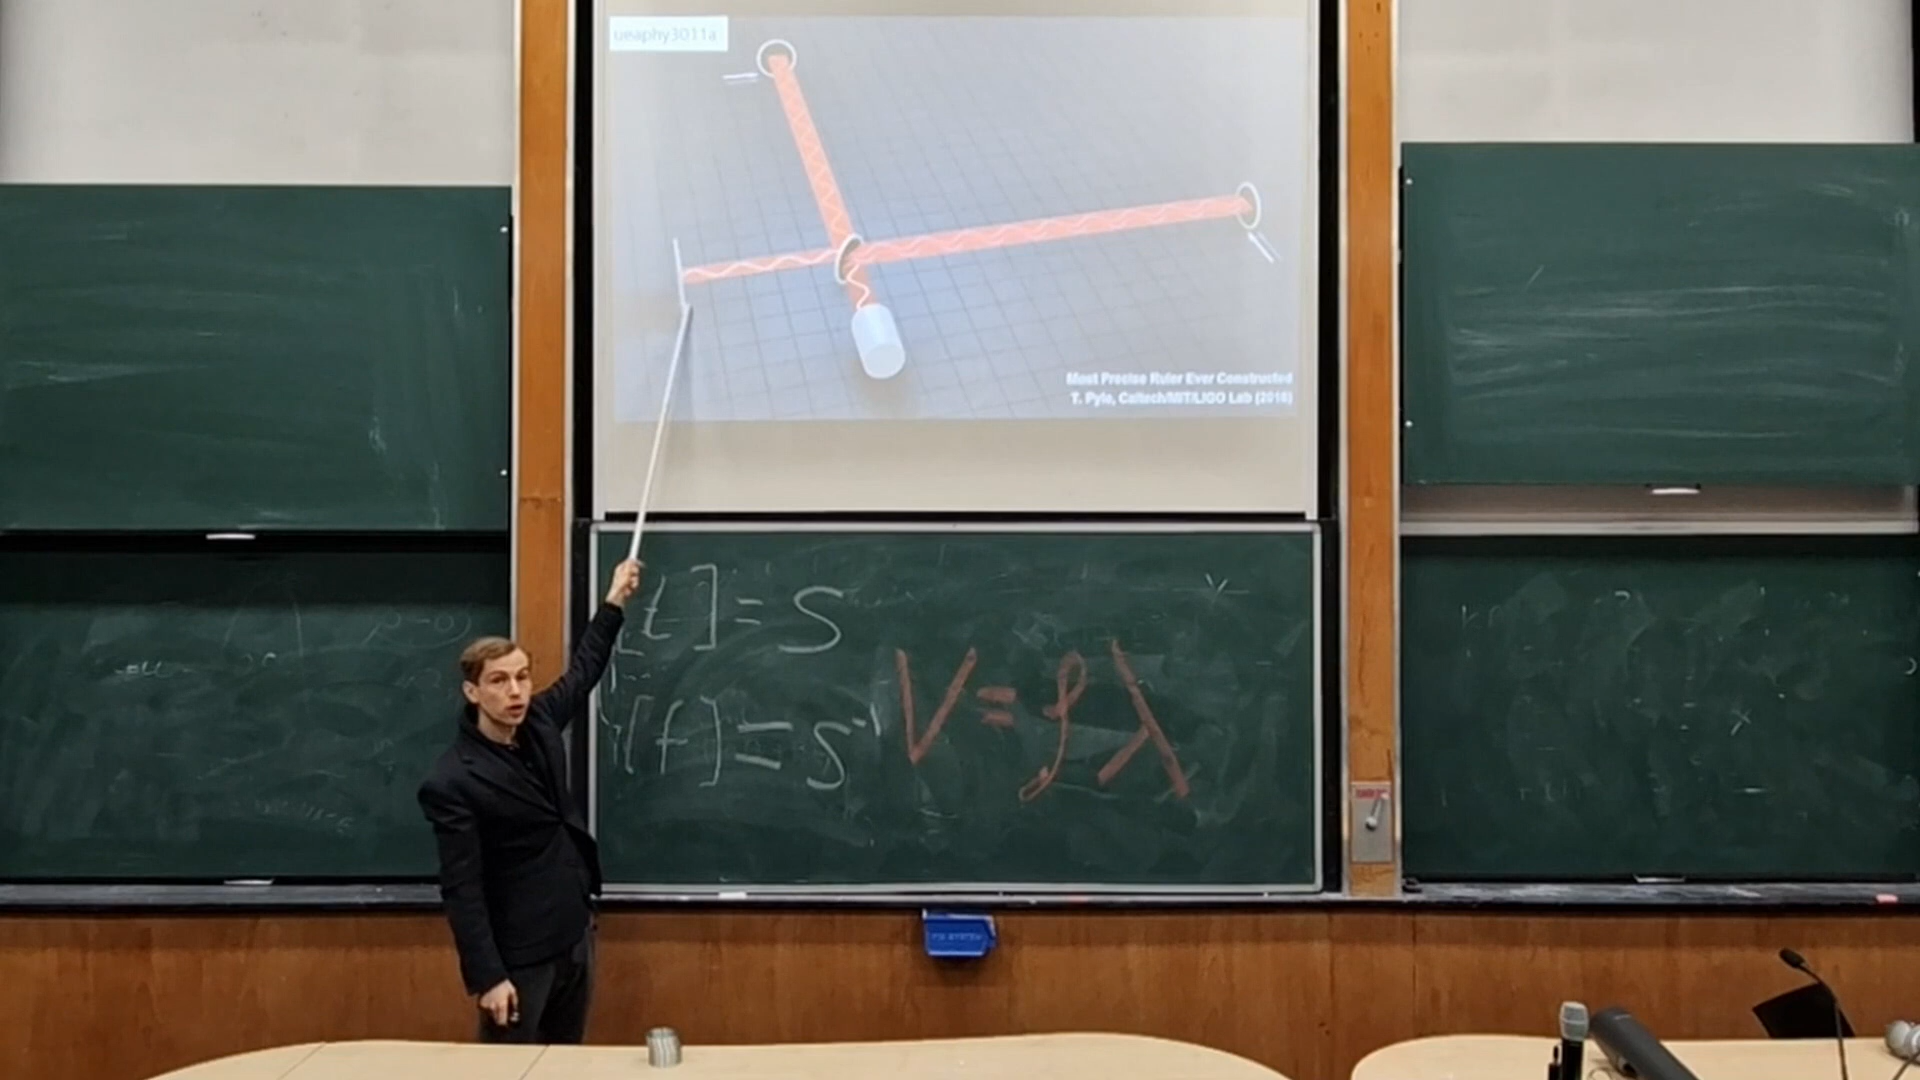 ueaphy3011a
Most Precise Ruler Ever Constructed
T. Pyle, Caltech/MIT/LIGO Lab (2016)
[t] = S
[f] = S⁻¹
V = f λ